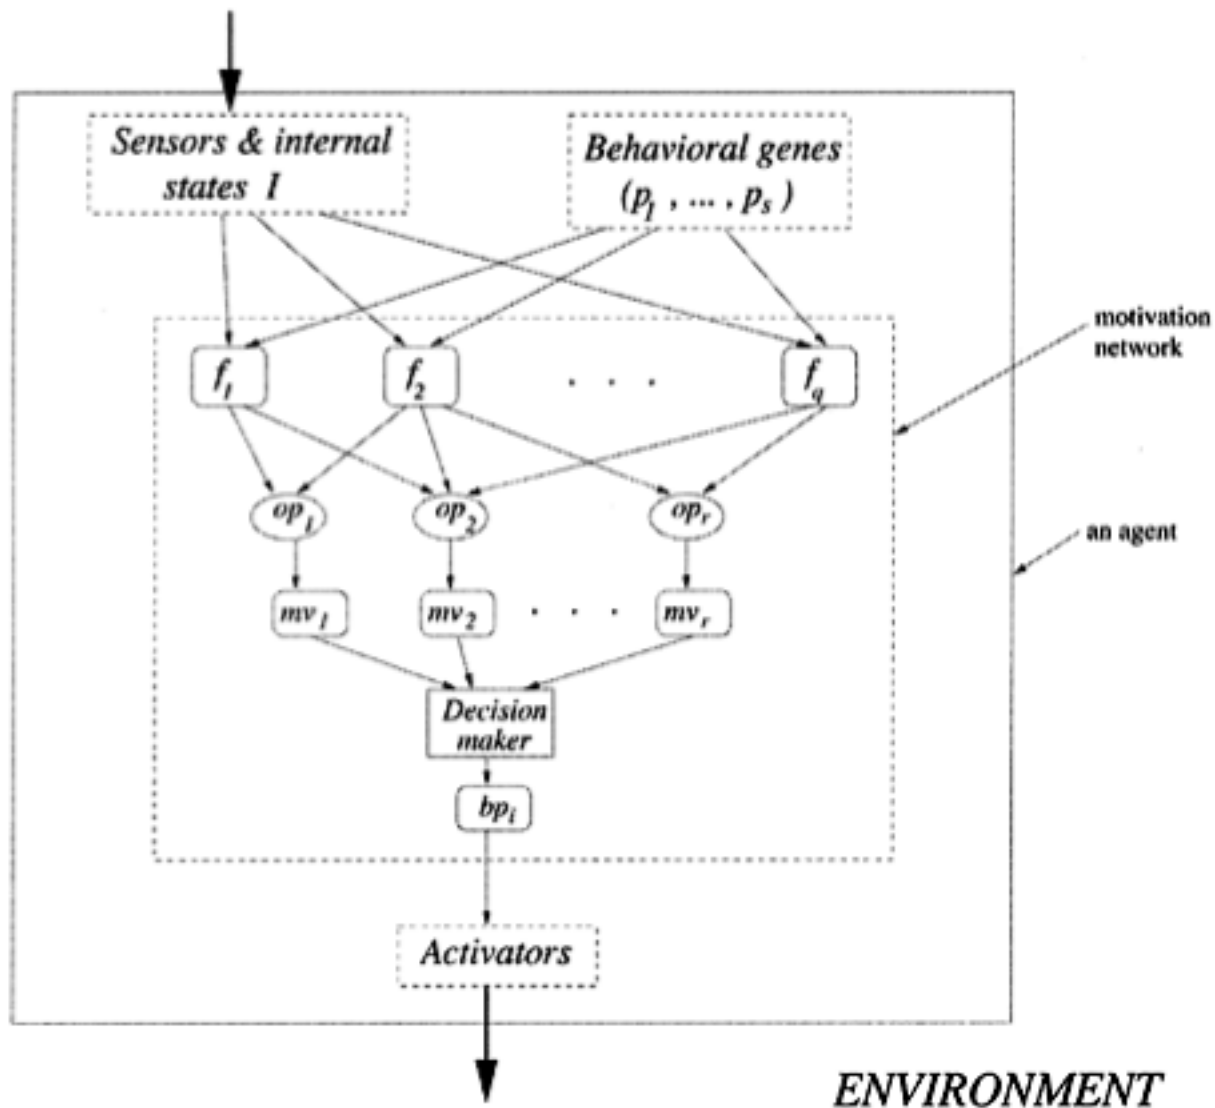 Sensors & internal
states I
Behavioral genes
(p₁ , ... , pₛ )
motivation
network
f₁
f₂
. . .
f_q
op₁
op₂
opᵣ
an agent
mv₁
mv₂
. . .
mvᵣ
Decision
maker
bpᵢ
Activators
ENVIRONMENT